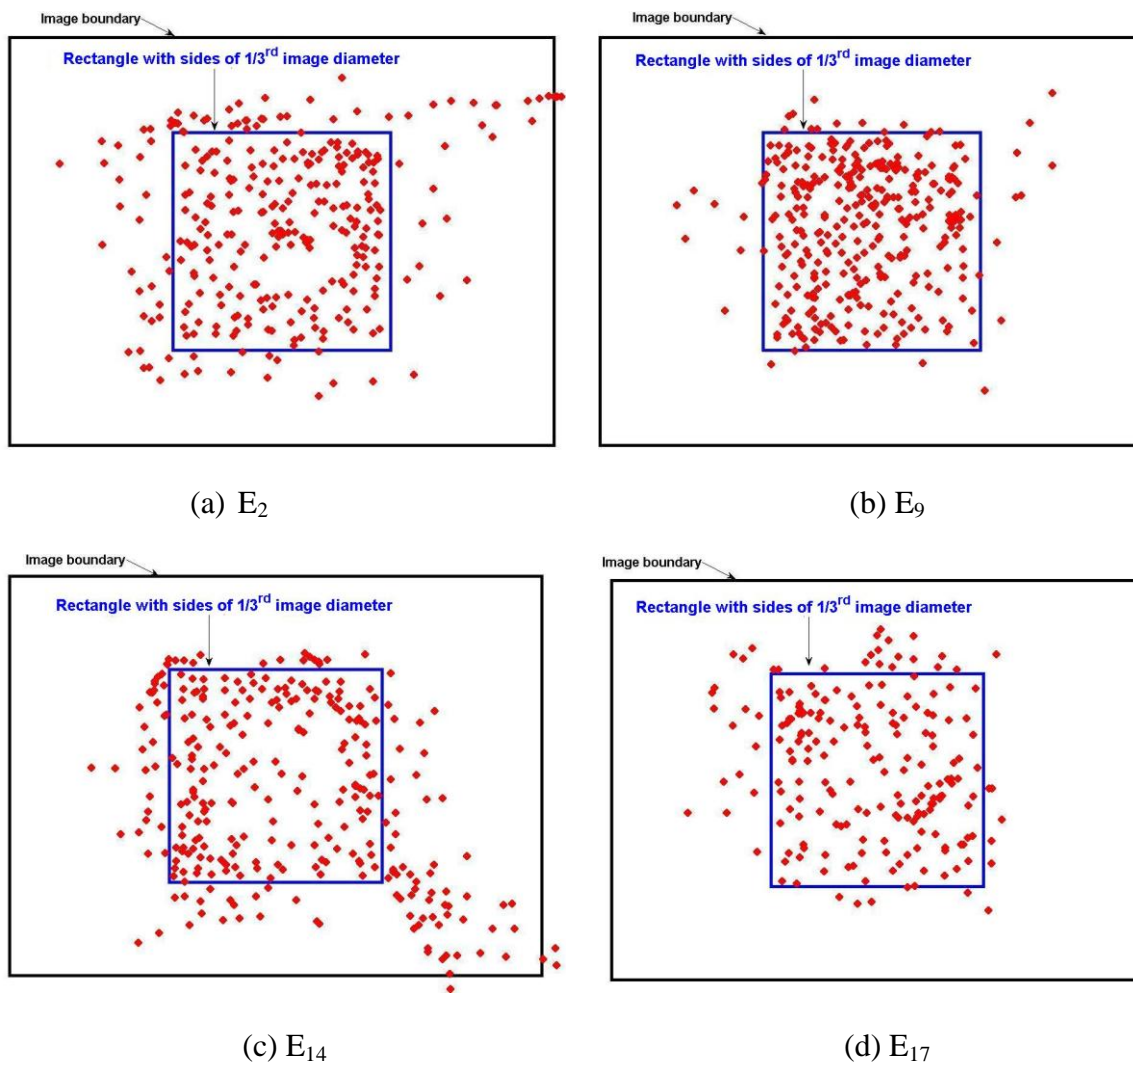 Image boundary
Rectangle with sides of 1/3rd image diameter
(a) E2
Image boundary
Rectangle with sides of 1/3rd image diameter
(b) E9
Image boundary
Rectangle with sides of 1/3rd image diameter
(c) E14
Image boundary
Rectangle with sides of 1/3rd image diameter
(d) E17